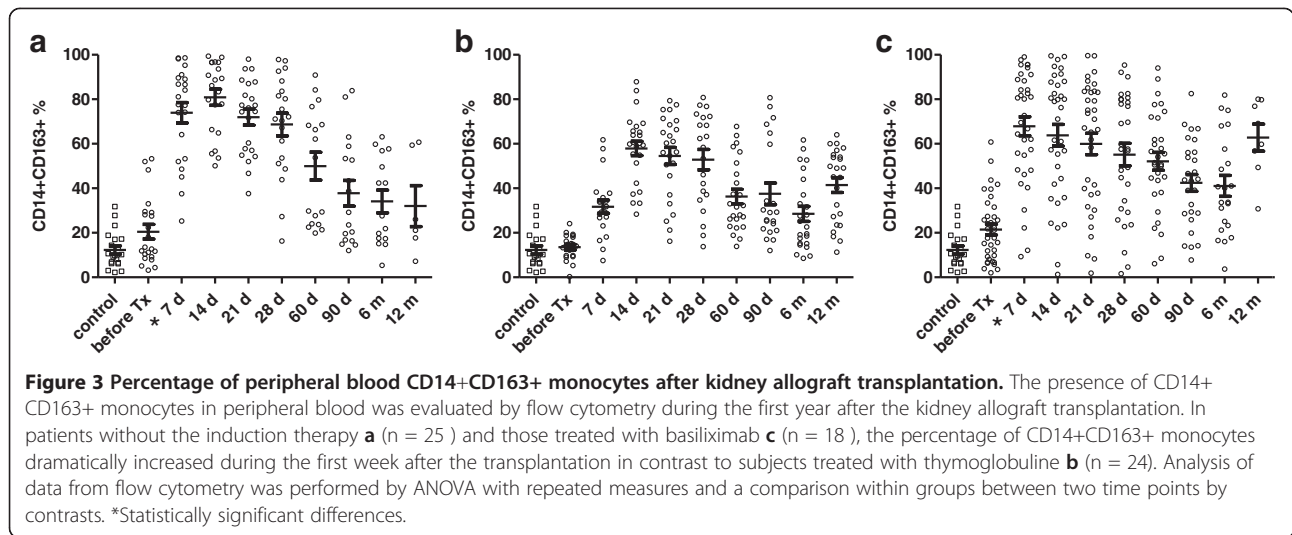 a
b
c
100
80
60
40
20
0
CD14+CD163+ %
control
before Tx
* 7 d
14 d
21 d
28 d
60 d
90 d
6 m
12 m
100
80
60
40
20
0
CD14+CD163+ %
control
before Tx
7 d
14 d
21 d
28 d
60 d
90 d
6 m
12 m
100
80
60
40
20
0
CD14+CD163+ %
control
before Tx
* 7 d
14 d
21 d
28 d
60 d
90 d
6 m
12 m
Figure 3 Percentage of peripheral blood CD14+CD163+ monocytes after kidney allograft transplantation. The presence of CD14+
CD163+ monocytes in peripheral blood was evaluated by flow cytometry during the first year after the kidney allograft transplantation. In
patients without the induction therapy a (n = 25 ) and those treated with basiliximab c (n = 18 ), the percentage of CD14+CD163+ monocytes
dramatically increased during the first week after the transplantation in contrast to subjects treated with thymoglobuline b (n = 24). Analysis of
data from flow cytometry was performed by ANOVA with repeated measures and a comparison within groups between two time points by
contrasts. *Statistically significant differences.